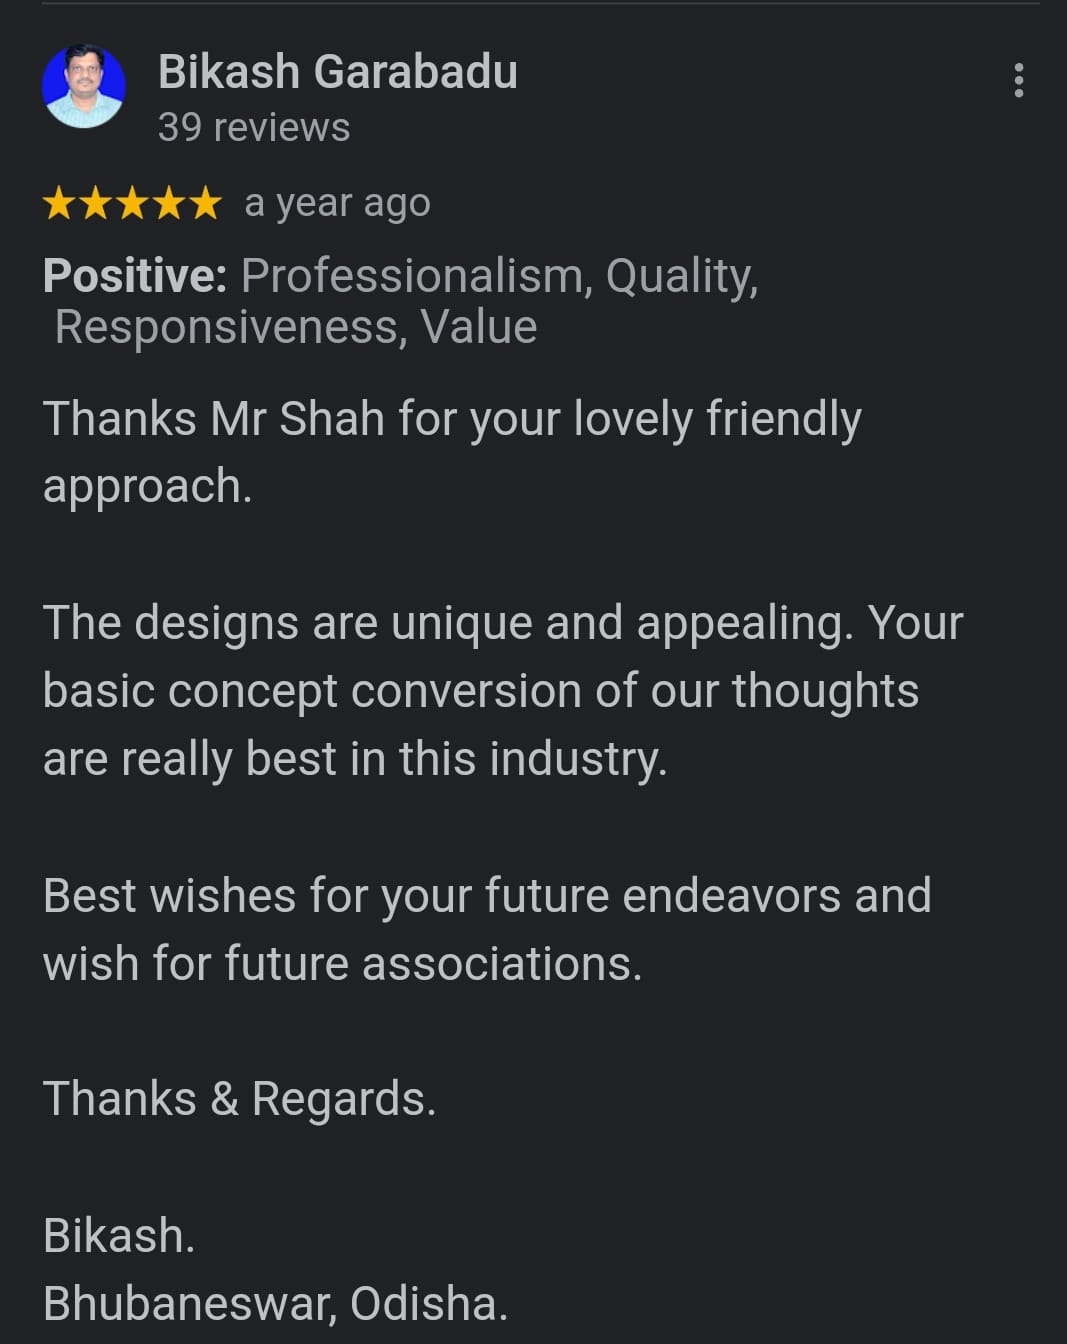 Bikash Garabadu
39 reviews
a year ago
Positive: Professionalism, Quality,
Responsiveness, Value
Thanks Mr Shah for your lovely friendly
approach.
The designs are unique and appealing. Your
basic concept conversion of our thoughts
are really best in this industry.
Best wishes for your future endeavors and
wish for future associations.
Thanks & Regards.
Bikash.
Bhubaneswar, Odisha.